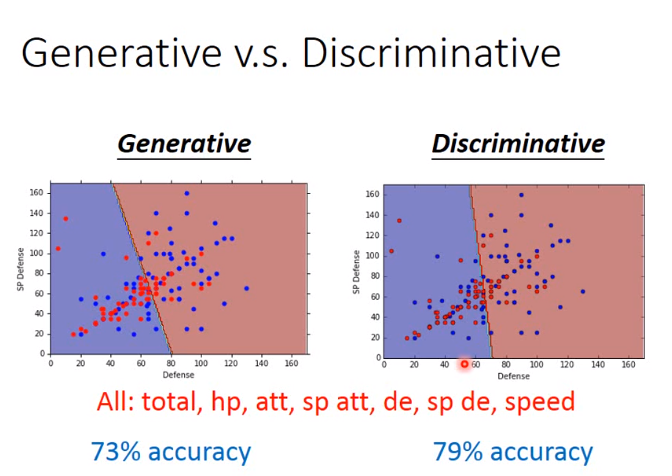 Generative v.s. Discriminative
Generative
Discriminative
160
140
120
100
80
60
40
20
0
SP Defense
0 20 40 60 80 100 120 140 160
Defense
160
140
120
100
80
60
40
20
0
SP Defense
0 20 40 60 80 100 120 140 160
Defense
All: total, hp, att, sp att, de, sp de, speed
73% accuracy
79% accuracy